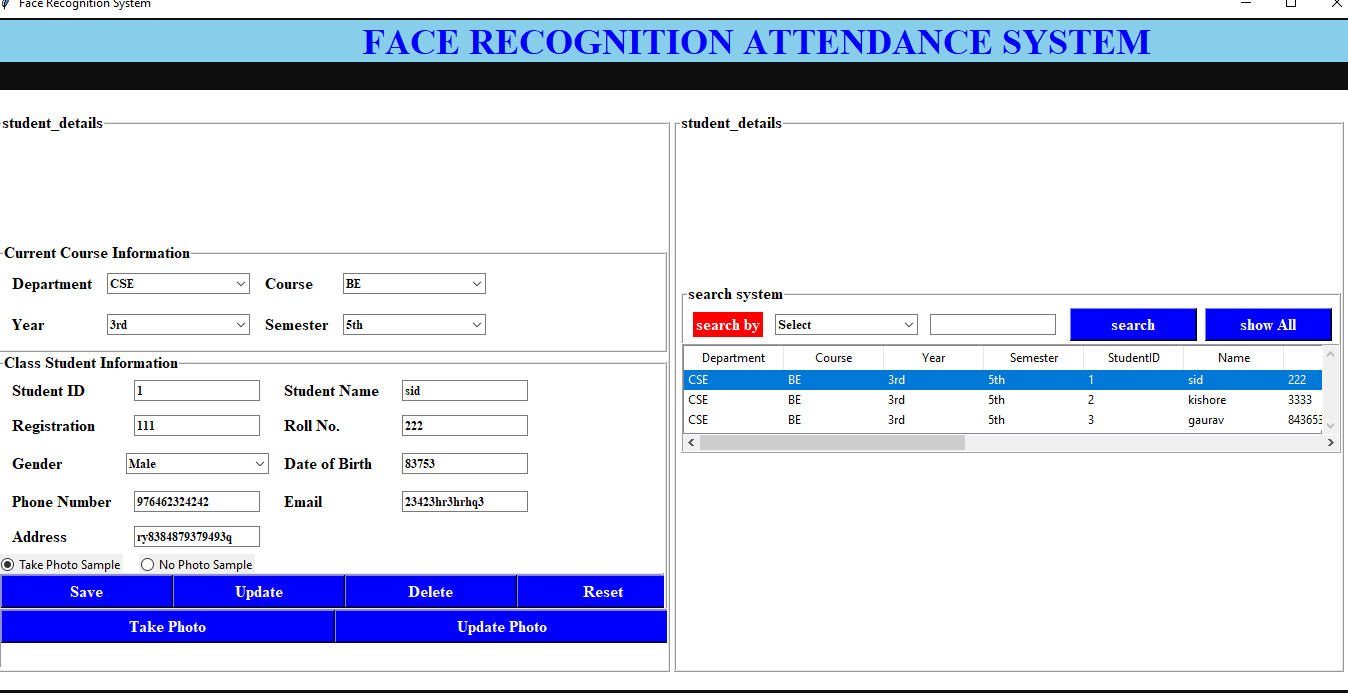 Face Recognition System
FACE RECOGNITION ATTENDANCE SYSTEM
student_details
Current Course Information
Department CSE Course BE
Year 3rd Semester 5th
Class Student Information
Student ID 1 Student Name sid
Registration 111 Roll No. 222
Gender Male Date of Birth 83753
Phone Number 976462324242 Email 23423hr3hrhq3
Address ry8384879379493q
Take Photo Sample No Photo Sample
Save Update Delete Reset
Take Photo Update Photo
student_details
search system
search by Select search show All
Department Course Year Semester StudentID Name
CSE BE 3rd 5th 1 sid 222
CSE BE 3rd 5th 2 kishore 3333
CSE BE 3rd 5th 3 gaurav 843653